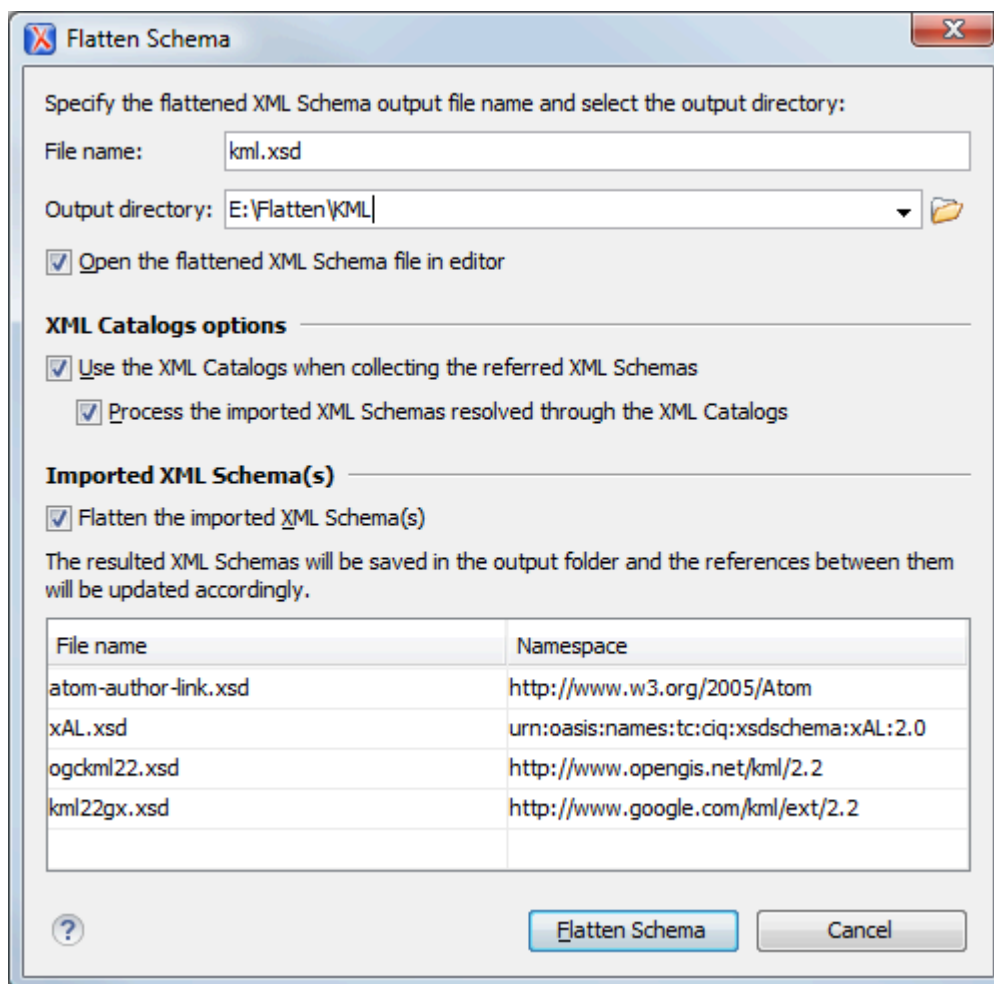 Flatten Schema
Specify the flattened XML Schema output file name and select the output directory:
File name: kml.xsd
Output directory: E:\Flatten\KML
Open the flattened XML Schema file in editor
XML Catalogs options
Use the XML Catalogs when collecting the referred XML Schemas
Process the imported XML Schemas resolved through the XML Catalogs
Imported XML Schema(s)
Flatten the imported XML Schema(s)
The resulted XML Schemas will be saved in the output folder and the references between them
will be updated accordingly.
File name Namespace
atom-author-link.xsd http://www.w3.org/2005/Atom
xAL.xsd urn:oasis:names:tc:ciq:xsdschema:xAL:2.0
ogckml22.xsd http://www.opengis.net/kml/2.2
kml22gx.xsd http://www.google.com/kml/ext/2.2
? Flatten Schema Cancel